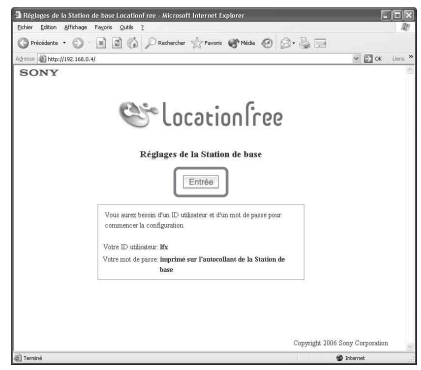 Réglages de la Station de base LocationFree - Microsoft Internet Explorer
Fichier Edition Affichage Favoris Outils ?
Précédente Rechercher Favoris Média
Adresse http://192.168.0.4/ OK Liens »
SONY
LocationFree
Réglages de la Station de base
Entrée
Vous aurez besoin d'un ID utilisateur et d'un mot de passe pour
commencer la configuration.
Votre ID utilisateur: lfx
Votre mot de passe: imprimé sur l'autocollant de la Station de
base
Copyright 2006 Sony Corporation
Terminé Internet